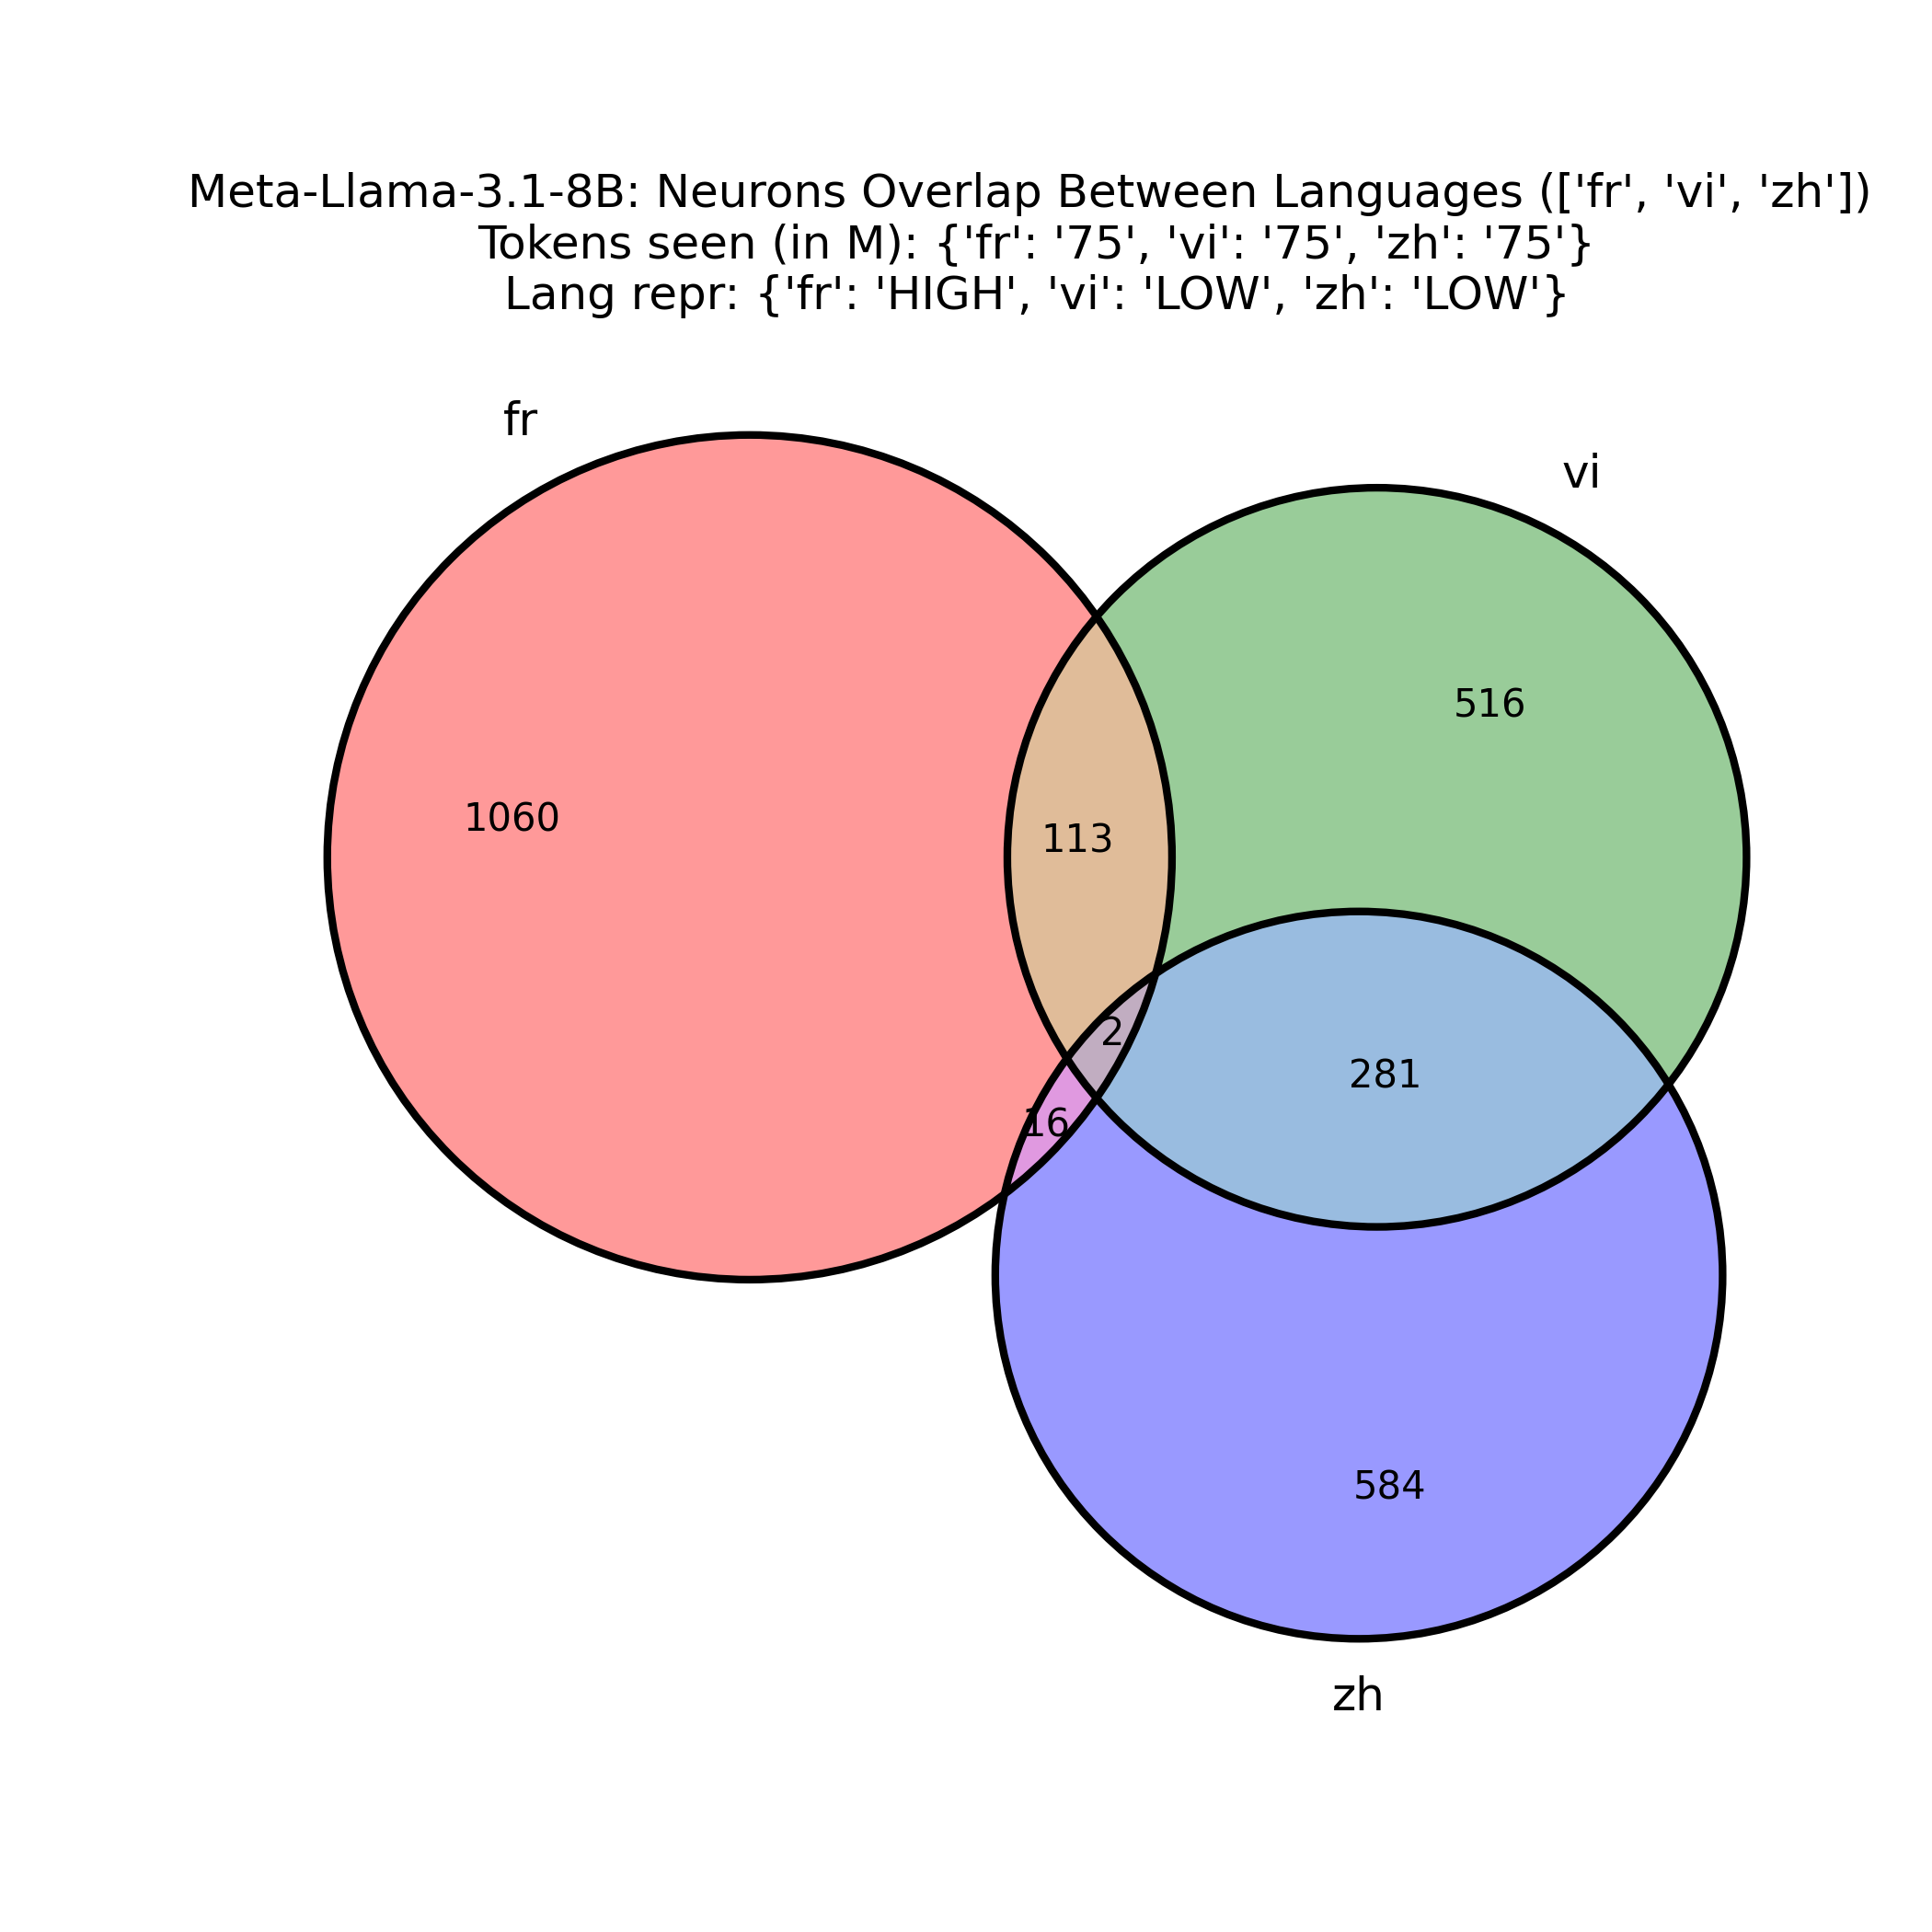 Meta-Llama-3.1-8B: Neurons Overlap Between Languages (['fr', 'vi', 'zh'])
Tokens seen (in M): {'fr': '75', 'vi': '75', 'zh': '75'}
Lang repr: {'fr': 'HIGH', 'vi': 'LOW', 'zh': 'LOW'}
fr
vi
516
1060
113
2
281
16
584
zh